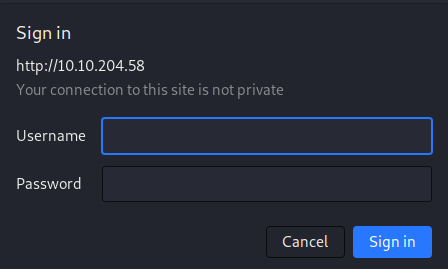 Sign in
http://10.10.204.58
Your connection to this site is not private
Username
Password
Cancel Sign in